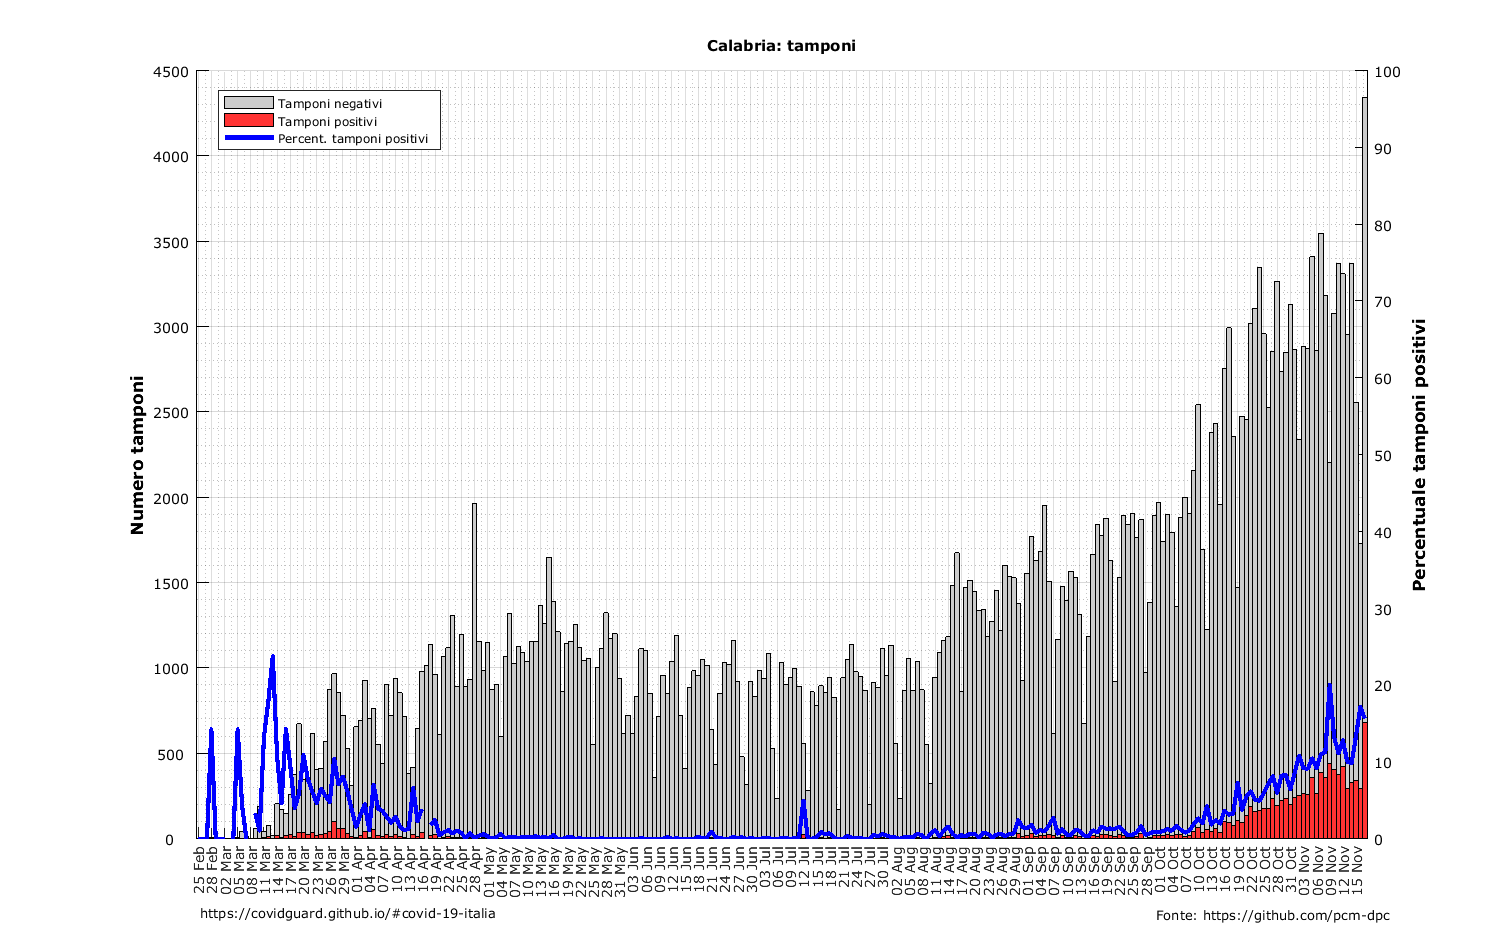 Calabria: tamponi
4500
4000
3500
3000
2500
2000
1500
1000
500
0
100
90
80
70
60
50
40
30
20
10
0
Numero tamponi
Percentuale tamponi positivi
Tamponi negativi
Tamponi positivi
Percent. tamponi positivi
25 Feb
28 Feb
02 Mar
05 Mar
08 Mar
11 Mar
14 Mar
17 Mar
20 Mar
23 Mar
26 Mar
29 Mar
01 Apr
04 Apr
07 Apr
10 Apr
13 Apr
16 Apr
19 Apr
22 Apr
25 Apr
28 Apr
01 May
04 May
07 May
10 May
13 May
16 May
19 May
22 May
25 May
28 May
31 May
03 Jun
06 Jun
09 Jun
12 Jun
15 Jun
18 Jun
21 Jun
24 Jun
27 Jun
30 Jun
03 Jul
06 Jul
09 Jul
12 Jul
15 Jul
18 Jul
21 Jul
24 Jul
27 Jul
30 Jul
02 Aug
05 Aug
08 Aug
11 Aug
14 Aug
17 Aug
20 Aug
23 Aug
26 Aug
29 Aug
01 Sep
04 Sep
07 Sep
10 Sep
13 Sep
16 Sep
19 Sep
22 Sep
25 Sep
28 Sep
01 Oct
04 Oct
07 Oct
10 Oct
13 Oct
16 Oct
19 Oct
22 Oct
25 Oct
28 Oct
31 Oct
03 Nov
06 Nov
09 Nov
12 Nov
15 Nov
https://covidguard.github.io/#covid-19-italia
Fonte: https://github.com/pcm-dpc